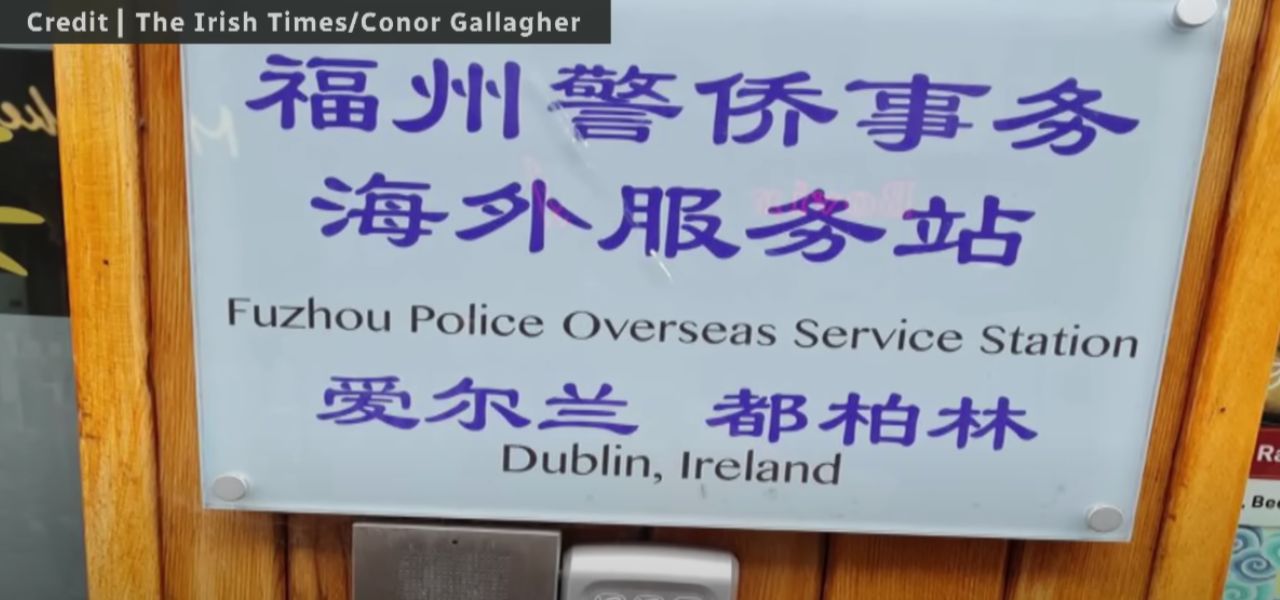 Credit | The Irish Times/Conor Gallagher
福州警侨事务
海外服务站
Fuzhou Police Overseas Service Station
爱尔兰 都柏林
Dublin, Ireland